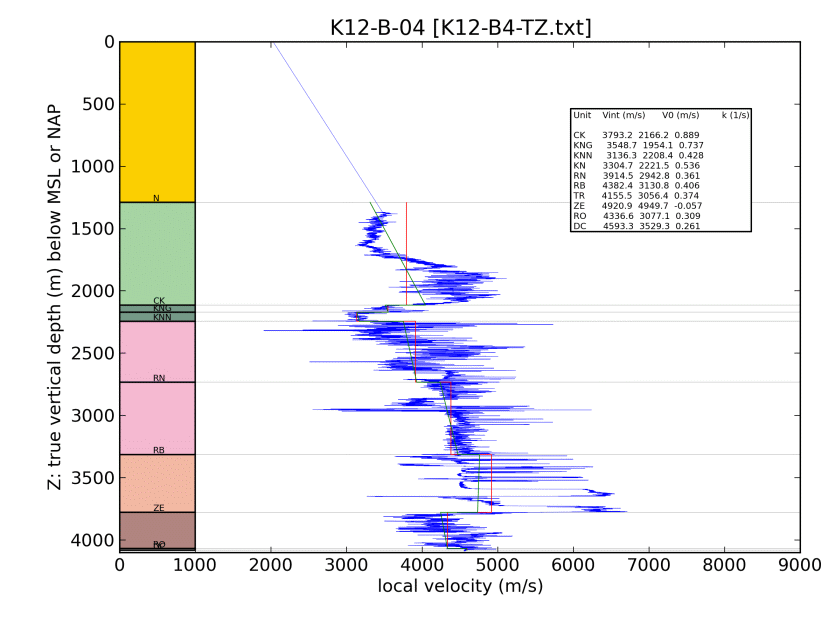 K12-B-04 [K12-B4-TZ.txt]
Z: true vertical depth (m) below MSL or NAP
0
500
1000
1500
2000
2500
3000
3500
4000
N
CK
KNG
KNN
RN
RB
ZE
RO
Unit Vint (m/s) V0 (m/s) k (1/s)
CK 3793.2 2166.2 0.889
KNG 3548.7 1954.1 0.737
KNN 3136.3 2208.4 0.428
KN 3304.7 2221.5 0.536
RN 3914.5 2942.8 0.361
RB 4382.4 3130.8 0.406
TR 4155.5 3056.4 0.374
ZE 4920.9 4949.7 -0.057
RO 4336.6 3077.1 0.309
DC 4593.3 3529.3 0.261
0 1000 2000 3000 4000 5000 6000 7000 8000 9000
local velocity (m/s)